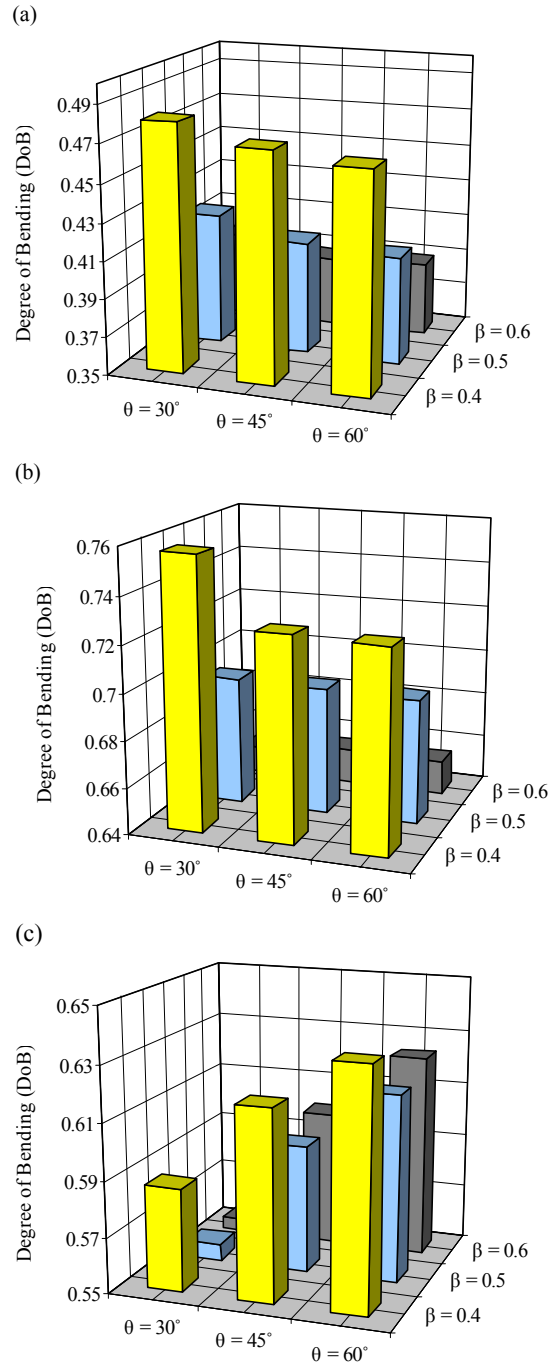 (a)
Degree of Bending (DoB)
0.49
0.47
0.45
0.43
0.41
0.39
0.37
0.35
θ = 30˚
θ = 45˚
θ = 60˚
β = 0.4
β = 0.5
β = 0.6
(b)
Degree of Bending (DoB)
0.76
0.74
0.72
0.7
0.68
0.66
0.64
θ = 30˚
θ = 45˚
θ = 60˚
β = 0.4
β = 0.5
β = 0.6
(c)
Degree of Bending (DoB)
0.65
0.63
0.61
0.59
0.57
0.55
θ = 30˚
θ = 45˚
θ = 60˚
β = 0.4
β = 0.5
β = 0.6